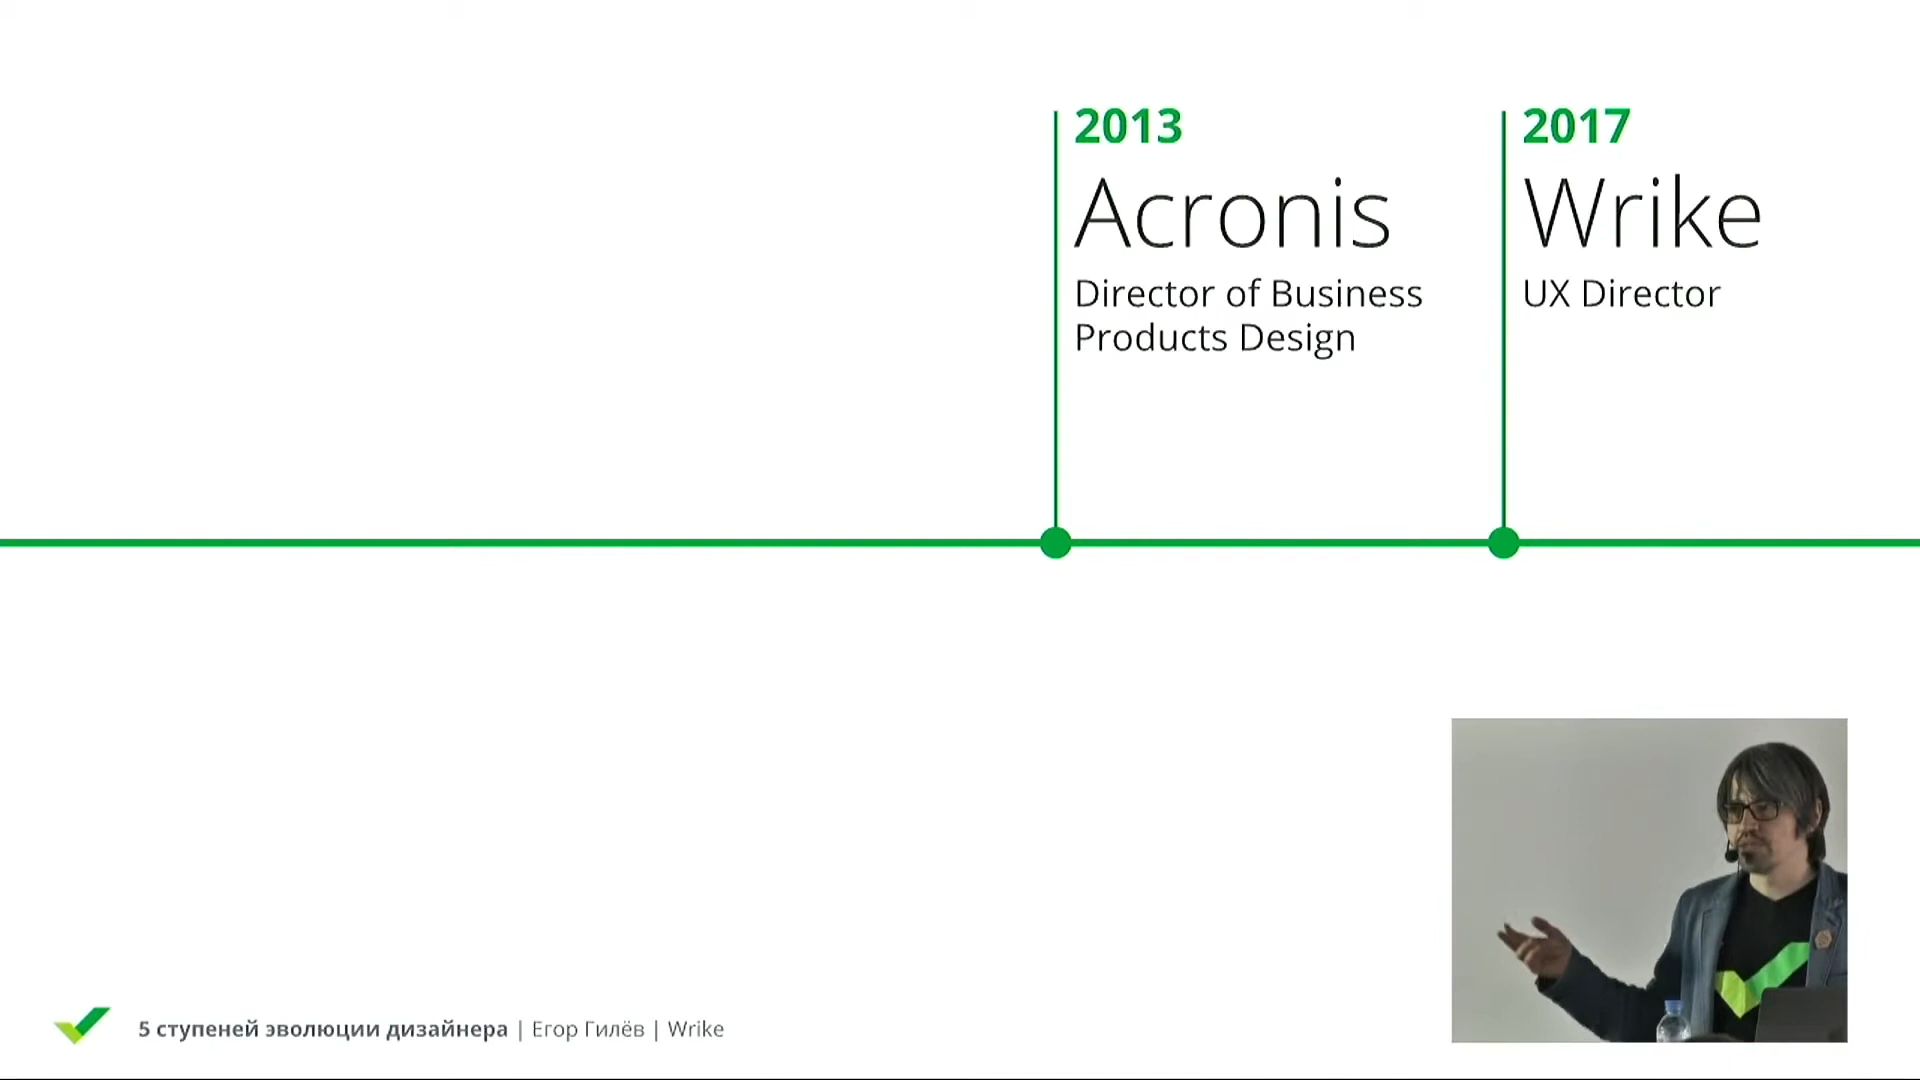 2013
Acronis
Director of Business
Products Design
2017
Wrike
UX Director
5 ступеней эволюции дизайнера | Егор Гилёв | Wrike